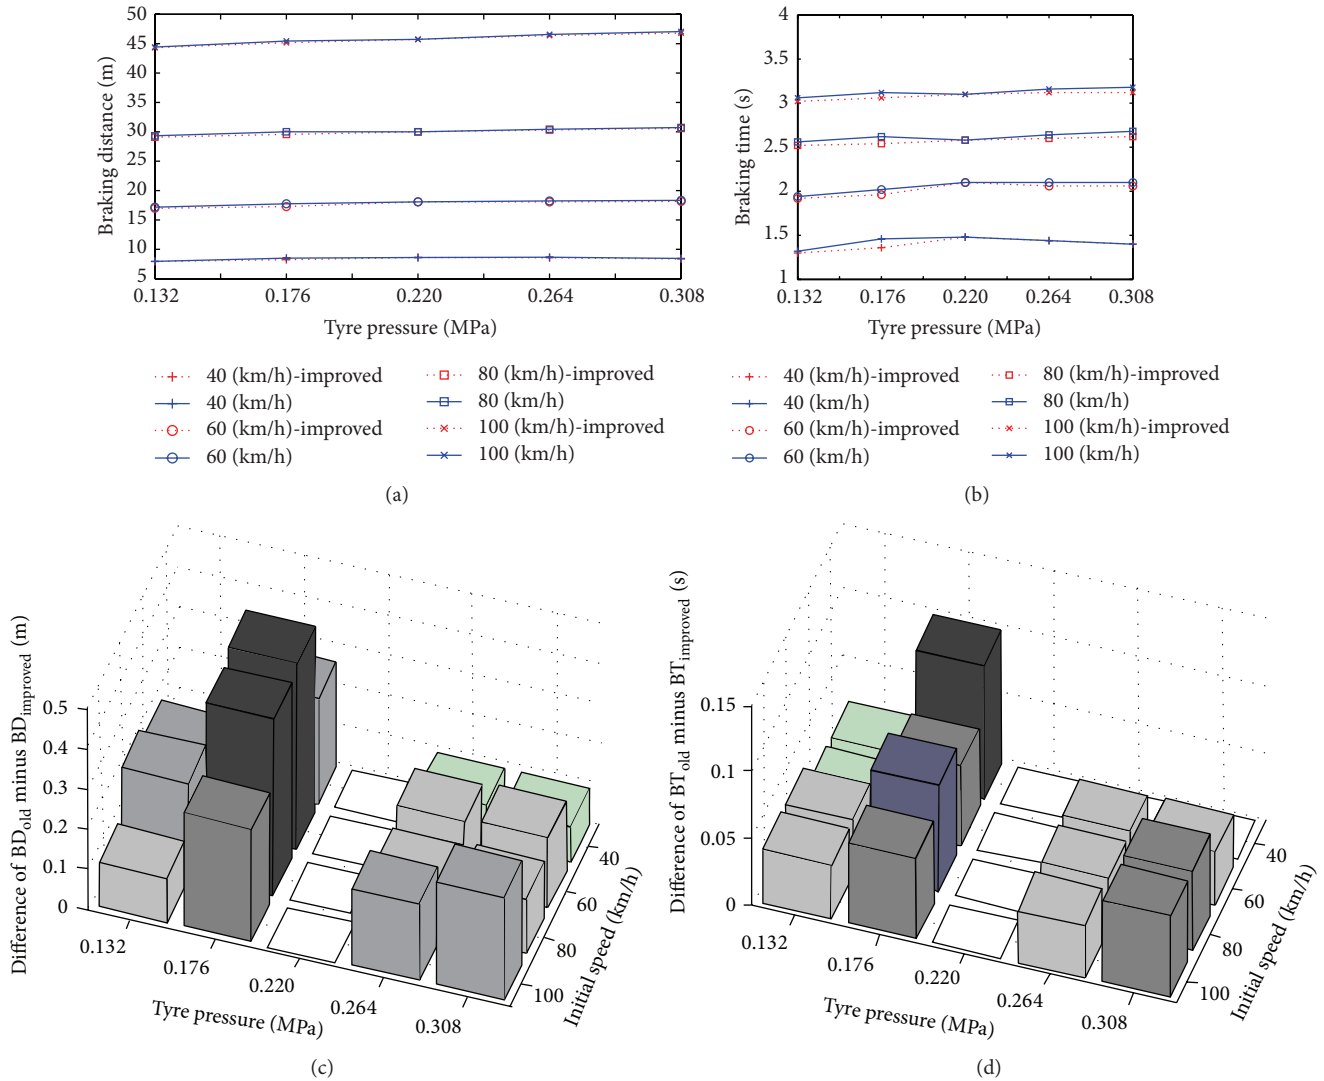 50
45
40
35
30
25
20
15
10
5
Braking distance (m)
0.132 0.176 0.220 0.264 0.308
Tyre pressure (MPa)
40 (km/h)-improved
40 (km/h)
60 (km/h)-improved
60 (km/h)
80 (km/h)-improved
80 (km/h)
100 (km/h)-improved
100 (km/h)
(a)
4
3.5
3
2.5
2
1.5
1
Braking time (s)
0.132 0.176 0.220 0.264 0.308
Tyre pressure (MPa)
40 (km/h)-improved
40 (km/h)
60 (km/h)-improved
60 (km/h)
80 (km/h)-improved
80 (km/h)
100 (km/h)-improved
100 (km/h)
(b)
Difference of BDold minus BDimproved (m)
0.5
0.4
0.3
0.2
0.1
0
0.132
0.176
0.220
0.264
0.308
Tyre pressure (MPa)
40
60
80
100
Initial speed (km/h)
(c)
Difference of BTold minus BTimproved (s)
0.15
0.1
0.05
0
0.132
0.176
0.220
0.264
0.308
Tyre pressure (MPa)
40
60
80
100
Initial speed (km/h)
(d)